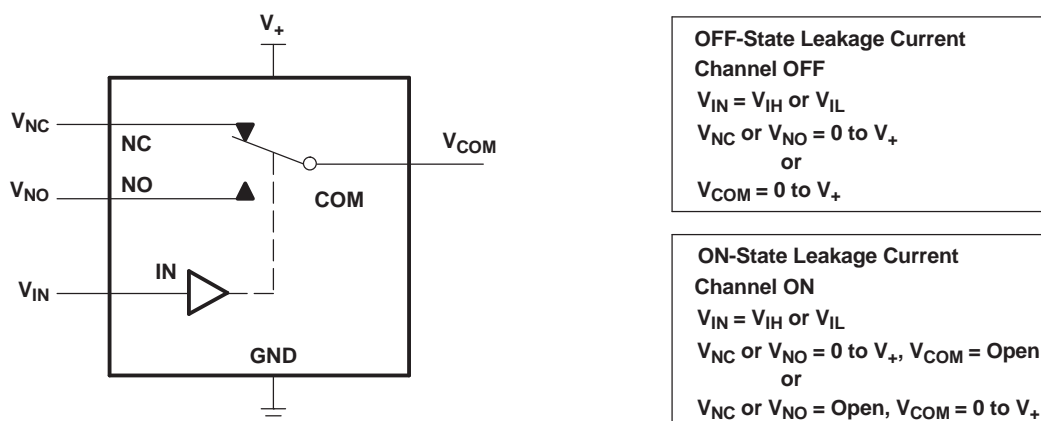 V+
VNC
NC
VCOM
VNO
NO
COM
IN
VIN
GND
OFF-State Leakage Current
Channel OFF
VIN = VIH or VIL
VNC or VNO = 0 to V+
or
VCOM = 0 to V+
ON-State Leakage Current
Channel ON
VIN = VIH or VIL
VNC or VNO = 0 to V+, VCOM = Open
or
VNC or VNO = Open, VCOM = 0 to V+